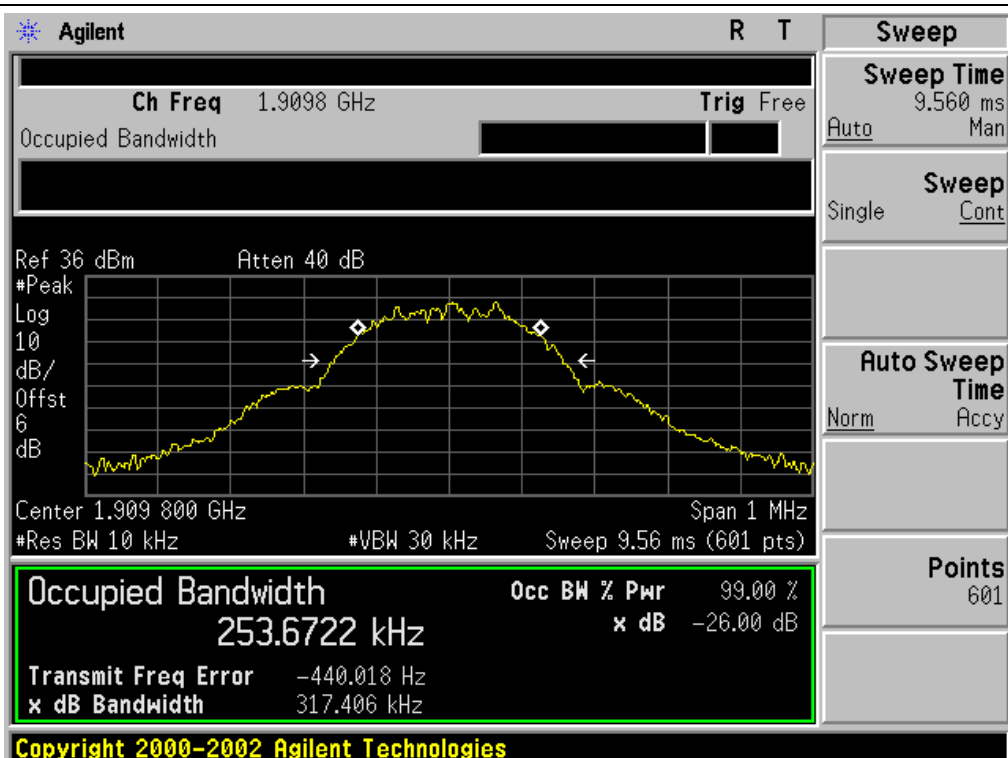 Agilent R T
Ch Freq 1.9098 GHz Trig Free
Occupied Bandwidth
Ref 36 dBm Atten 40 dB
#Peak
Log
10
dB/
Offst
6
dB
Center 1.909 800 GHz Span 1 MHz
#Res BW 10 kHz #VBW 30 kHz Sweep 9.56 ms (601 pts)
Occupied Bandwidth Occ BW % Pwr 99.00 %
253.6722 kHz x dB -26.00 dB
Transmit Freq Error -440.018 Hz
x dB Bandwidth 317.406 kHz
Copyright 2000-2002 Agilent Technologies
Sweep
Sweep Time
9.560 ms
Auto Man
Sweep
Single Cont
Auto Sweep
Time
Norm Accy
Points
601